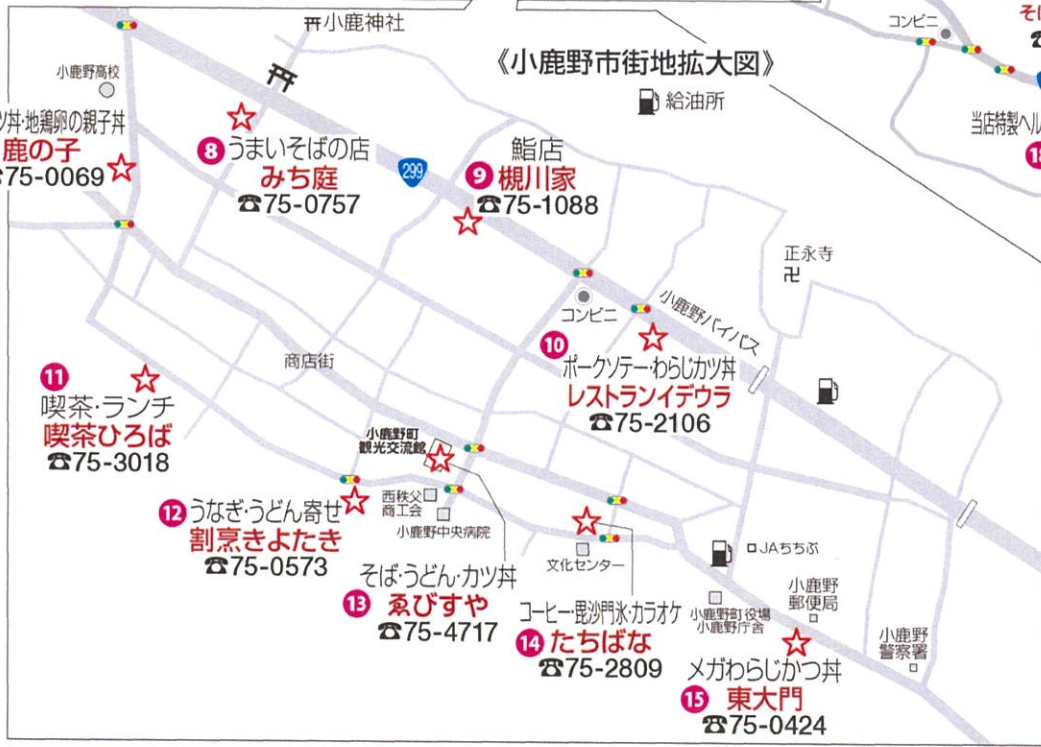 小鹿神社
《小鹿野市街地拡大図》
給油所
コンビニ
小鹿野高校
ツ丼・地鶏卵の親子丼
鹿の子
☎75-0069
8 うまいそばの店
みち庭
☎75-0757
299
鮨店
9 槻川家
☎75-1088
当店特製ヘル
18
正永寺
卍
小鹿野バイパス
コンビニ
10
ポークソテー・わらじカツ丼
レストランイデウラ
☎75-2106
商店街
11
喫茶・ランチ
喫茶ひろば
☎75-3018
小鹿野町
観光交流館
12 うなぎ・うどん寄せ
割烹きよたき
☎75-0573
西秩父
商工会
小鹿野中央病院
文化センター
JAちちぶ
そば・うどん・カツ丼
13 ゑびすや
☎75-4717
コーヒー・毘沙門氷・カラオケ
14 たちばな
☎75-2809
小鹿野町役場
小鹿野庁舎
小鹿野
郵便局
小鹿野
警察署
メガわらじかつ丼
15 東大門
☎75-0424